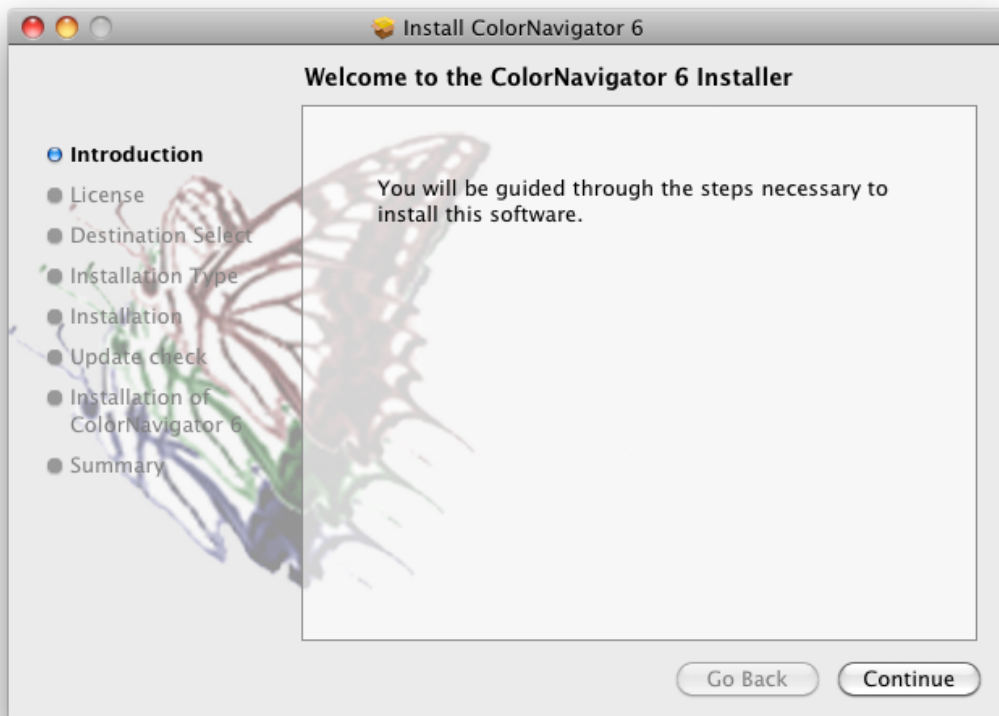 Install ColorNavigator 6
Welcome to the ColorNavigator 6 Installer
Introduction
License
Destination Select
Installation Type
Installation
Update check
Installation of
ColorNavigator 6
Summary
You will be guided through the steps necessary to
install this software.
Go Back
Continue